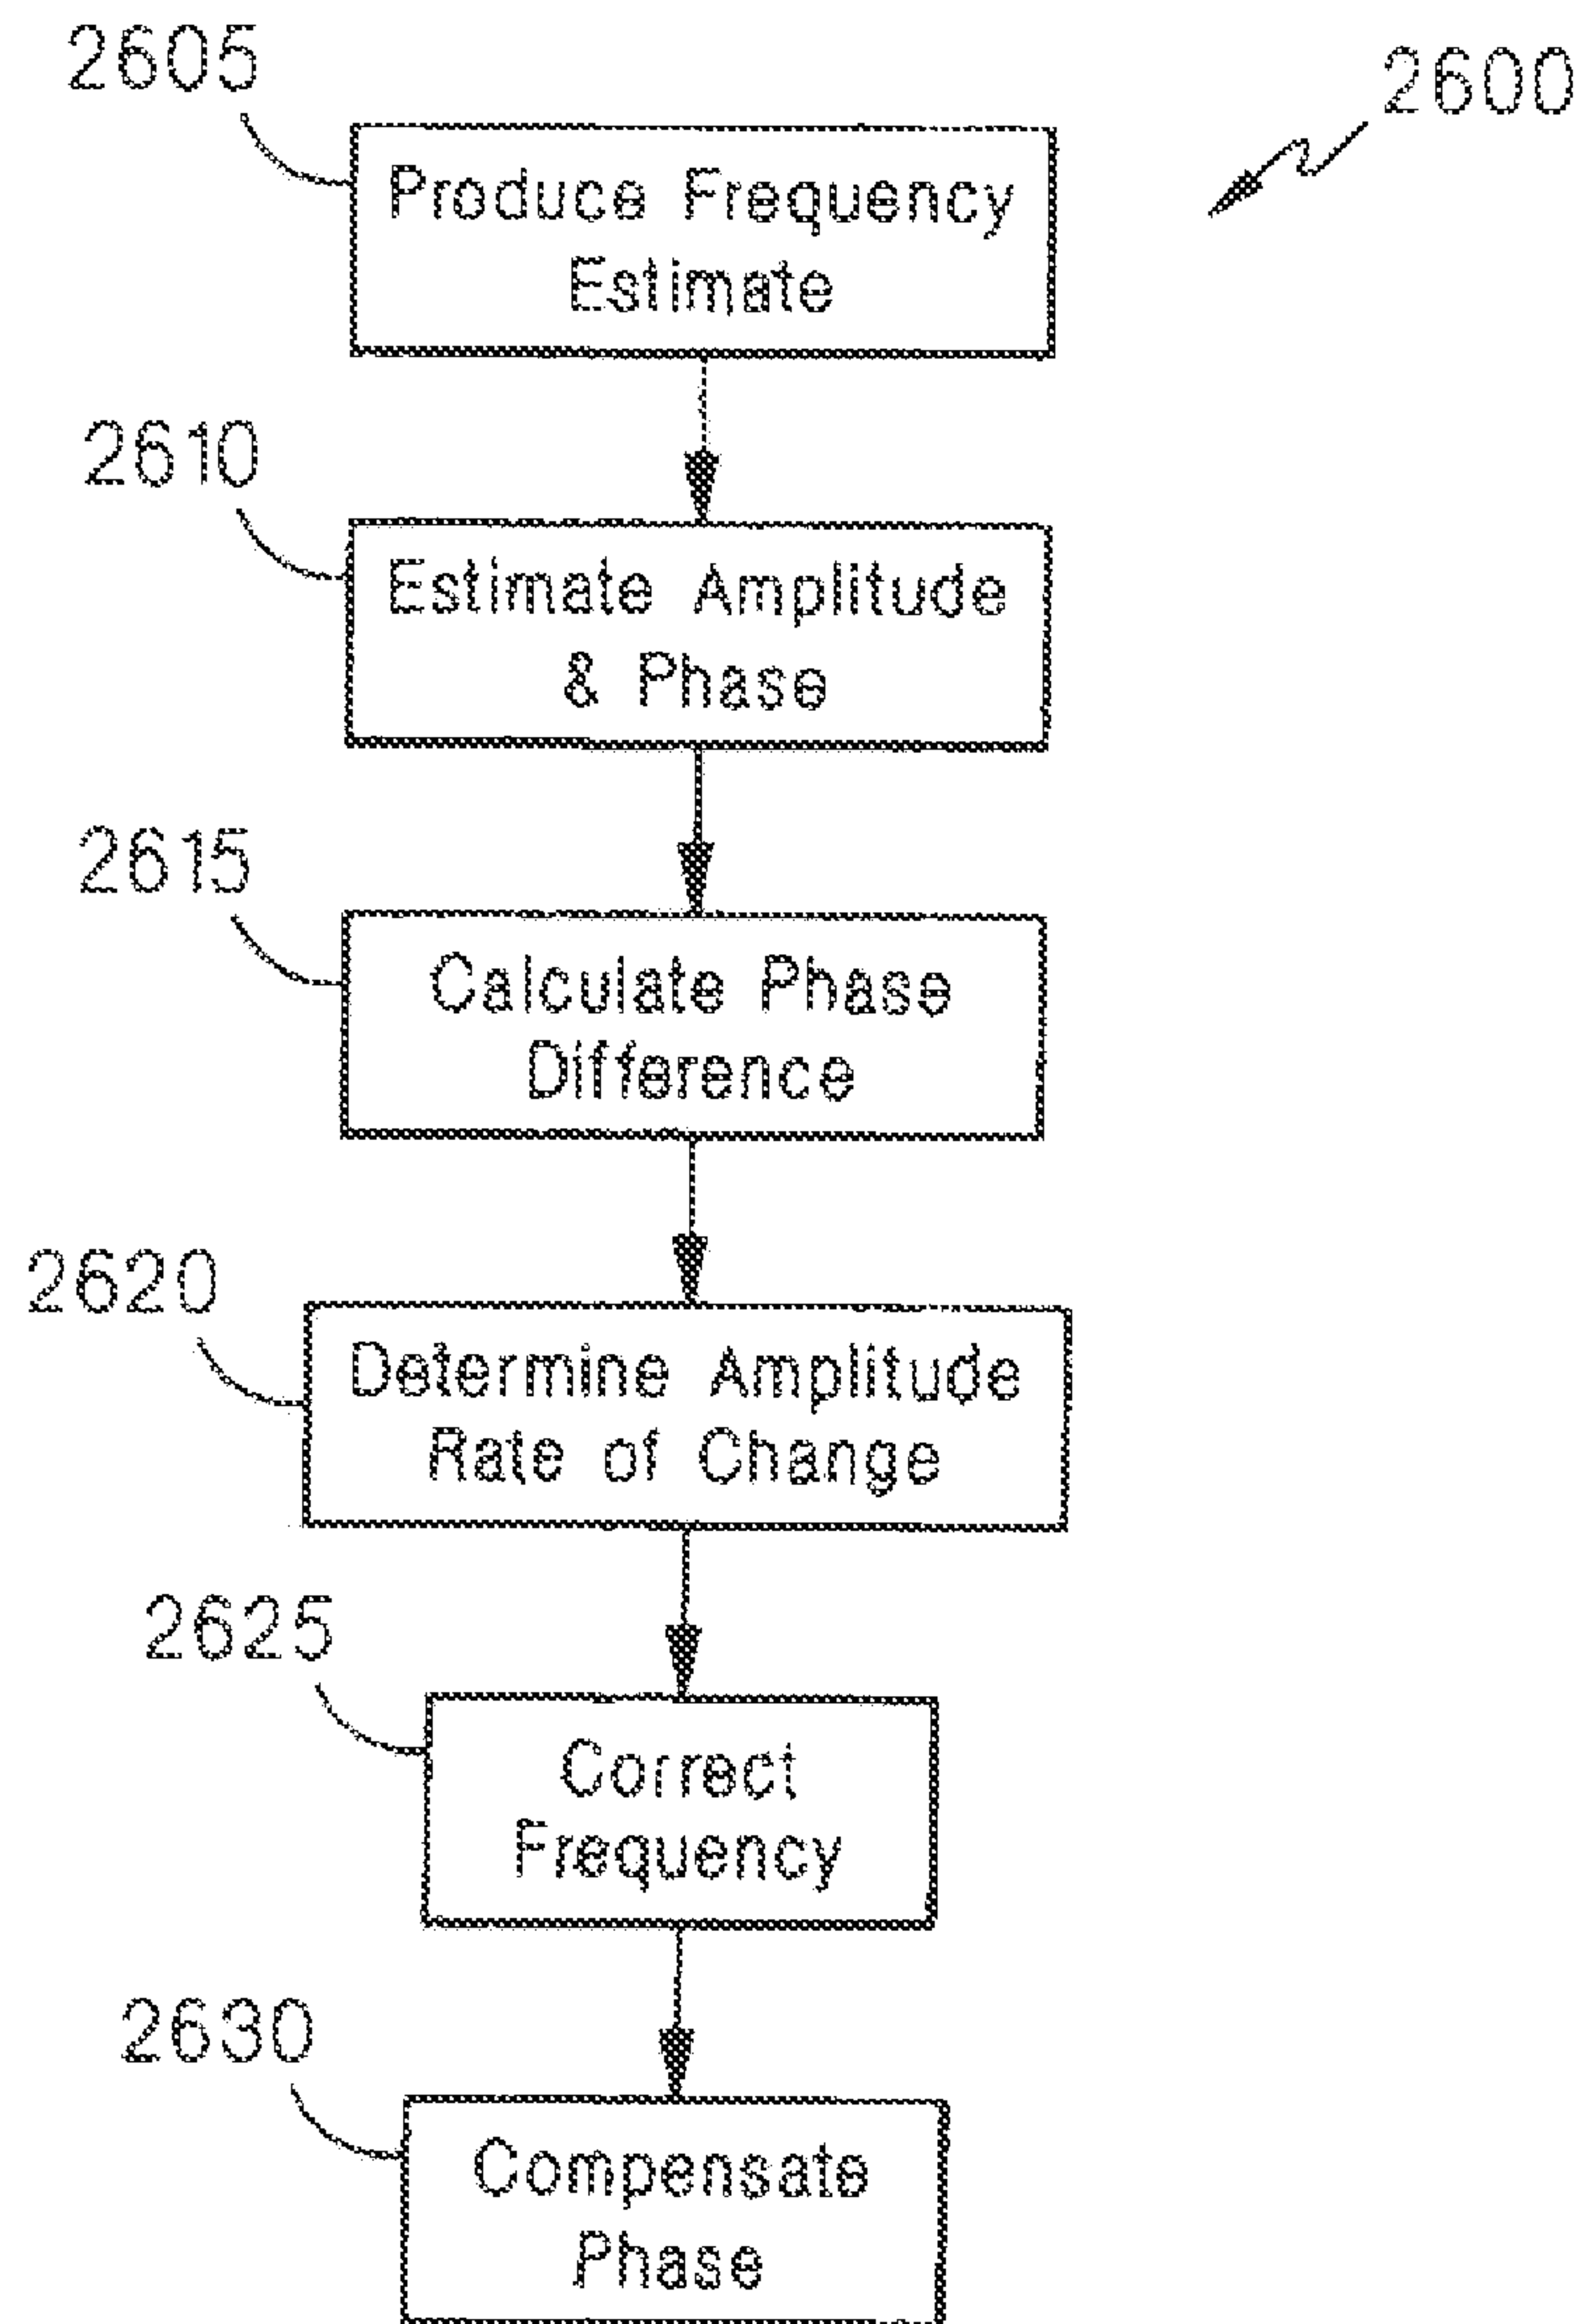 2605
2600
Produce Frequency
Estimate
2610
Estimate Amplitude
& Phase
2615
Calculate Phase
Difference
2620
Determine Amplitude
Rate of Change
2625
Correct
Frequency
2630
Compensate
Phase